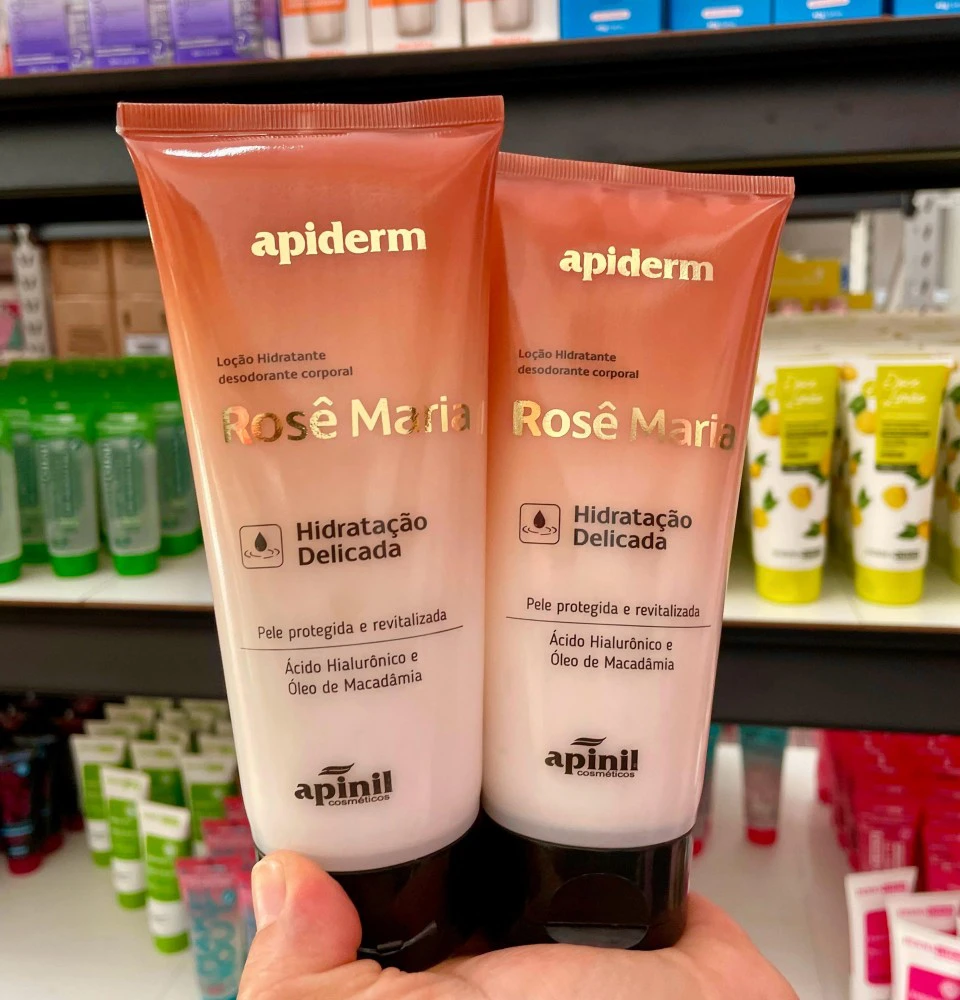 apiderm
Loção Hidratante
desodorante corporal
Rosê Maria
Hidratação
Delicada
Pele protegida e revitalizada
Ácido Hialurônico e
Óleo de Macadâmia
apinil
cosméticos
apiderm
Loção Hidratante
desodorante corporal
Rosê Maria
Hidratação
Delicada
Pele protegida e revitalizada
Ácido Hialurônico e
Óleo de Macadâmia
apinil
cosméticos